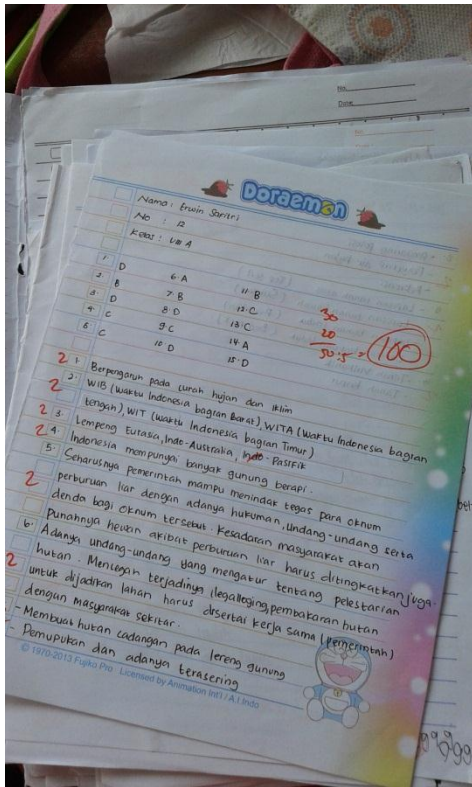 No.
Date.
Doraemon
Nama : Erwin Sarari
No : 12
Kelas : VIII A
1. D 6. A 11. B
2. B 7. B 12. C
3. D 8. D 13. C
4. C 9. C 14. A
5. C 10. D 15. D
30
20
50:5 = 100
2 1. Berpengaruh pada curah hujan dan iklim
2 2. WIB (waktu Indonesia bagian Barat), WITA (waktu Indonesia bagian
tengah), WIT (waktu Indonesia bagian Timur)
2 3. Lempeng Eurasia, Indo-Australia, Indo-Pasifik
2 4. Indonesia mempunyai banyak gunung berapi.
5. Seharusnya pemerintah mampu menindak tegas para oknum
2 perburuan liar dengan adanya hukuman, undang-undang serta
denda bagi oknum tersebut. Kesadaran masyarakat akan
Punahnya hewan akibat perburuan liar harus ditingkatkan juga.
6. Adanya undang-undang yang mengatur tentang pelestarian
hutan. Mencegah terjadinya illegalloging, pembakaran hutan
2 untuk dijadikan lahan harus disertai kerja sama (pemerintah)
dengan masyarakat sekitar.
- Membuat hutan cadangan pada lereng gunung
- Pemupukan dan adanya terasering
© 1970-2013 Fujiko Pro. Licensed by Animation Int'l / A.I. Indo